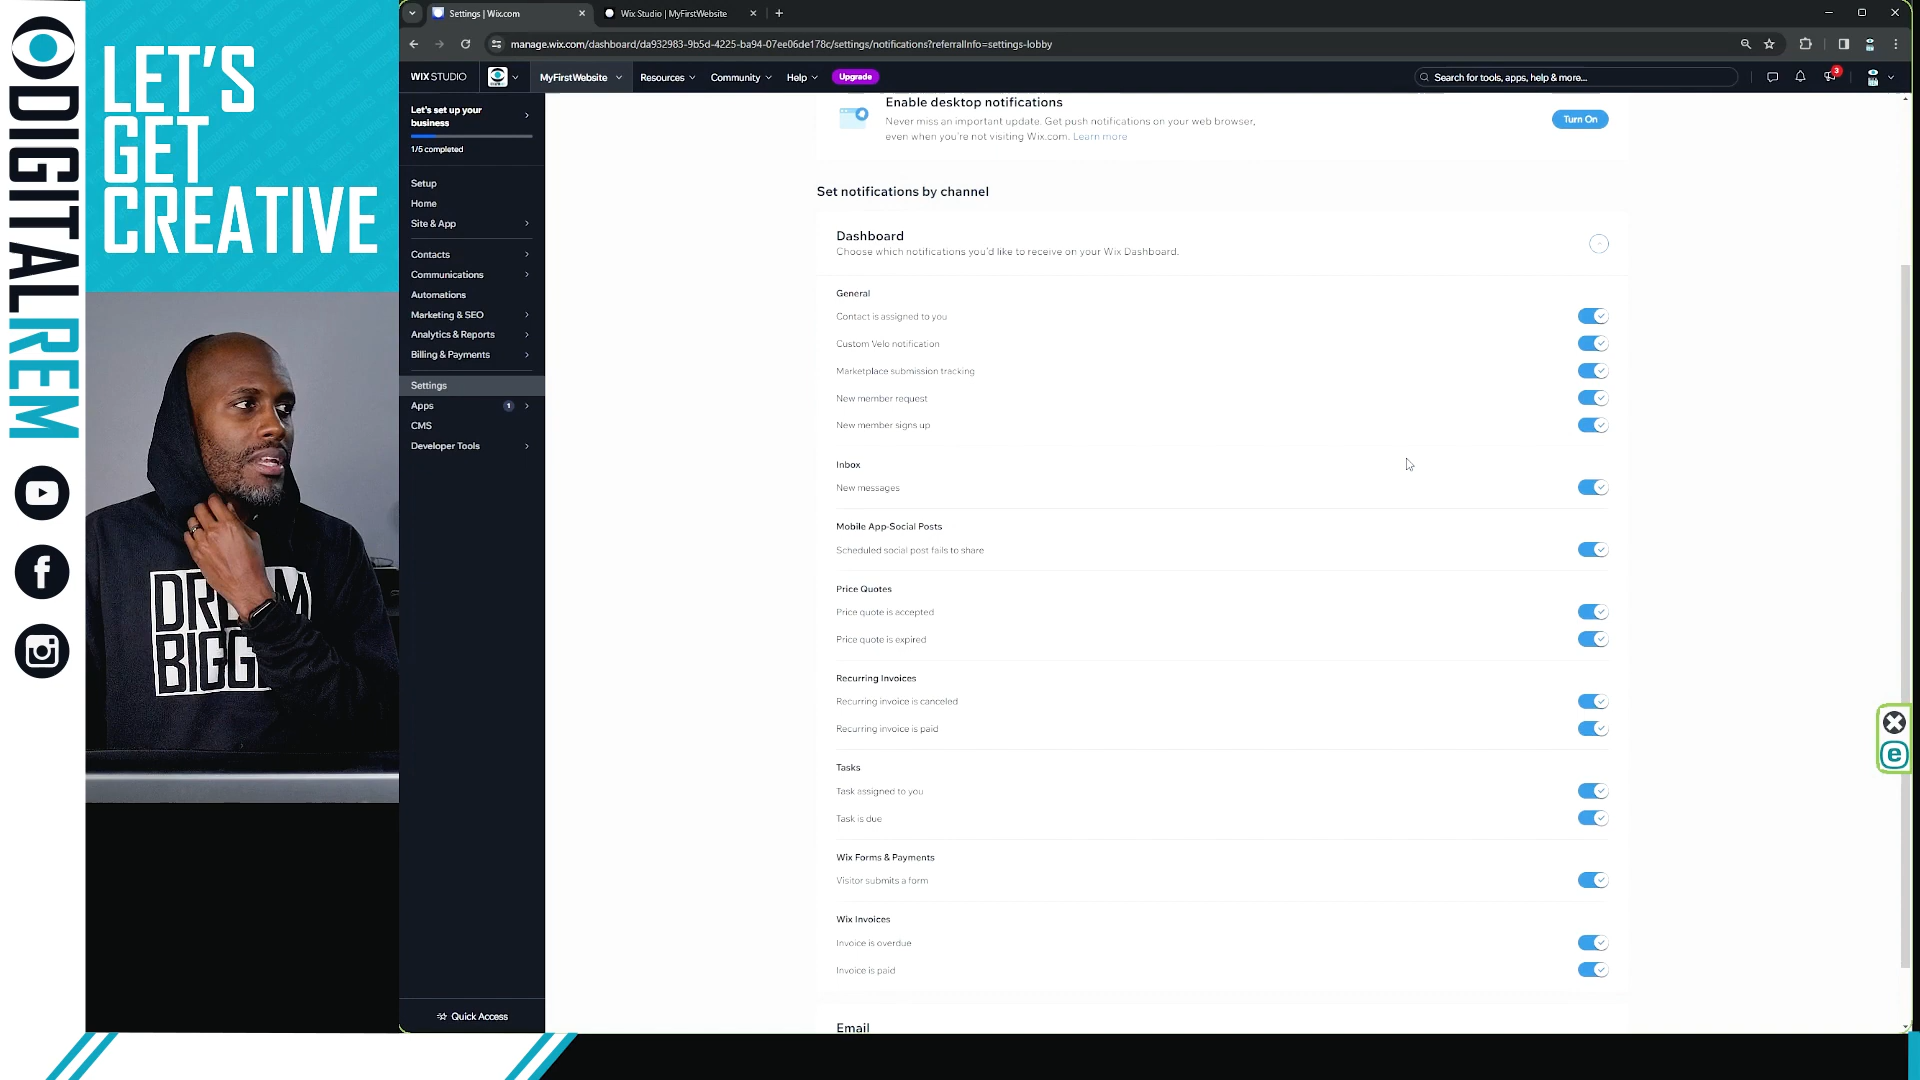 LET'S
GET
CREATIVE
DIGITALREM
DREAM
BIGG
Settings | Wix.com
Wix Studio | MyFirstWebsite
manage.wix.com/dashboard/da932983-9b5d-4225-ba94-07ee06de178c/settings/notifications?referralInfo=settings-lobby
WIX STUDIO
MyFirstWebsite
Resources
Community
Help
Upgrade
Search for tools, apps, help & more...
3
Let's set up your
business
1/5 completed
Setup
Home
Site & App
Contacts
Communications
Automations
Marketing & SEO
Analytics & Reports
Billing & Payments
Settings
Apps
1
CMS
Developer Tools
Quick Access
Enable desktop notifications
Never miss an important update. Get push notifications on your web browser,
even when you're not visiting Wix.com. Learn more
Turn On
Set notifications by channel
Dashboard
Choose which notifications you'd like to receive on your Wix Dashboard.
General
Contact is assigned to you
Custom Velo notification
Marketplace submission tracking
New member request
New member signs up
Inbox
New messages
Mobile App-Social Posts
Scheduled social post fails to share
Price Quotes
Price quote is accepted
Price quote is expired
Recurring Invoices
Recurring invoice is canceled
Recurring invoice is paid
Tasks
Task assigned to you
Task is due
Wix Forms & Payments
Visitor submits a form
Wix Invoices
Invoice is overdue
Invoice is paid
Email